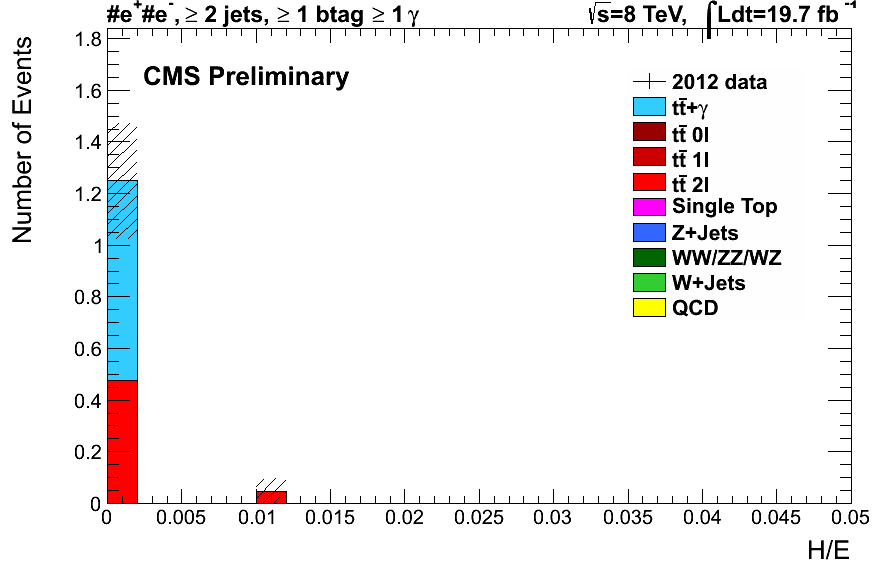 #e⁺#e⁻, ≥ 2 jets, ≥ 1 btag ≥ 1 γ
√s=8 TeV, ∫Ldt=19.7 fb⁻¹
CMS Preliminary
Number of Events
2012 data
tt̄+γ
tt̄ 0l
tt̄ 1l
tt̄ 2l
Single Top
Z+Jets
WW/ZZ/WZ
W+Jets
QCD
1.8
1.6
1.4
1.2
1
0.8
0.6
0.4
0.2
0
0 0.005 0.01 0.015 0.02 0.025 0.03 0.035 0.04 0.045 0.05
H/E